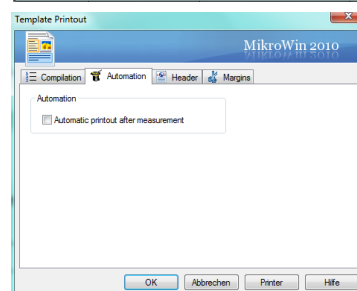 Template Printout
MikroWin 2010
Compilation Automation Header Margins
Automation
Automatic printout after measurement
OK Abbrechen Printer Hilfe